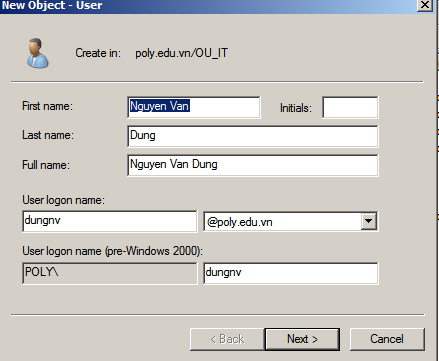 New Object - User
Create in: poly.edu.vn/OU_IT
First name: Nguyen Van Initials:
Last name: Dung
Full name: Nguyen Van Dung
User logon name:
dungnv @poly.edu.vn
User logon name (pre-Windows 2000):
POLY\ dungnv
< Back Next > Cancel